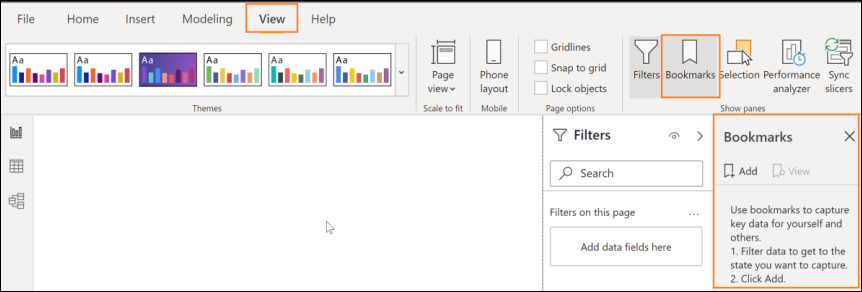 File Home Insert Modeling View Help
Aa Aa Aa Aa Aa Aa
Page view
Phone layout
Gridlines
Snap to grid
Lock objects
Filters
Bookmarks
Selection
Performance analyzer
Sync slicers
Themes
Scale to fit
Mobile
Page options
Show panes
Filters
Search
Filters on this page ...
Add data fields here
Bookmarks
Add View
Use bookmarks to capture
key data for yourself and
others.
1. Filter data to get to the
state you want to capture.
2. Click Add.